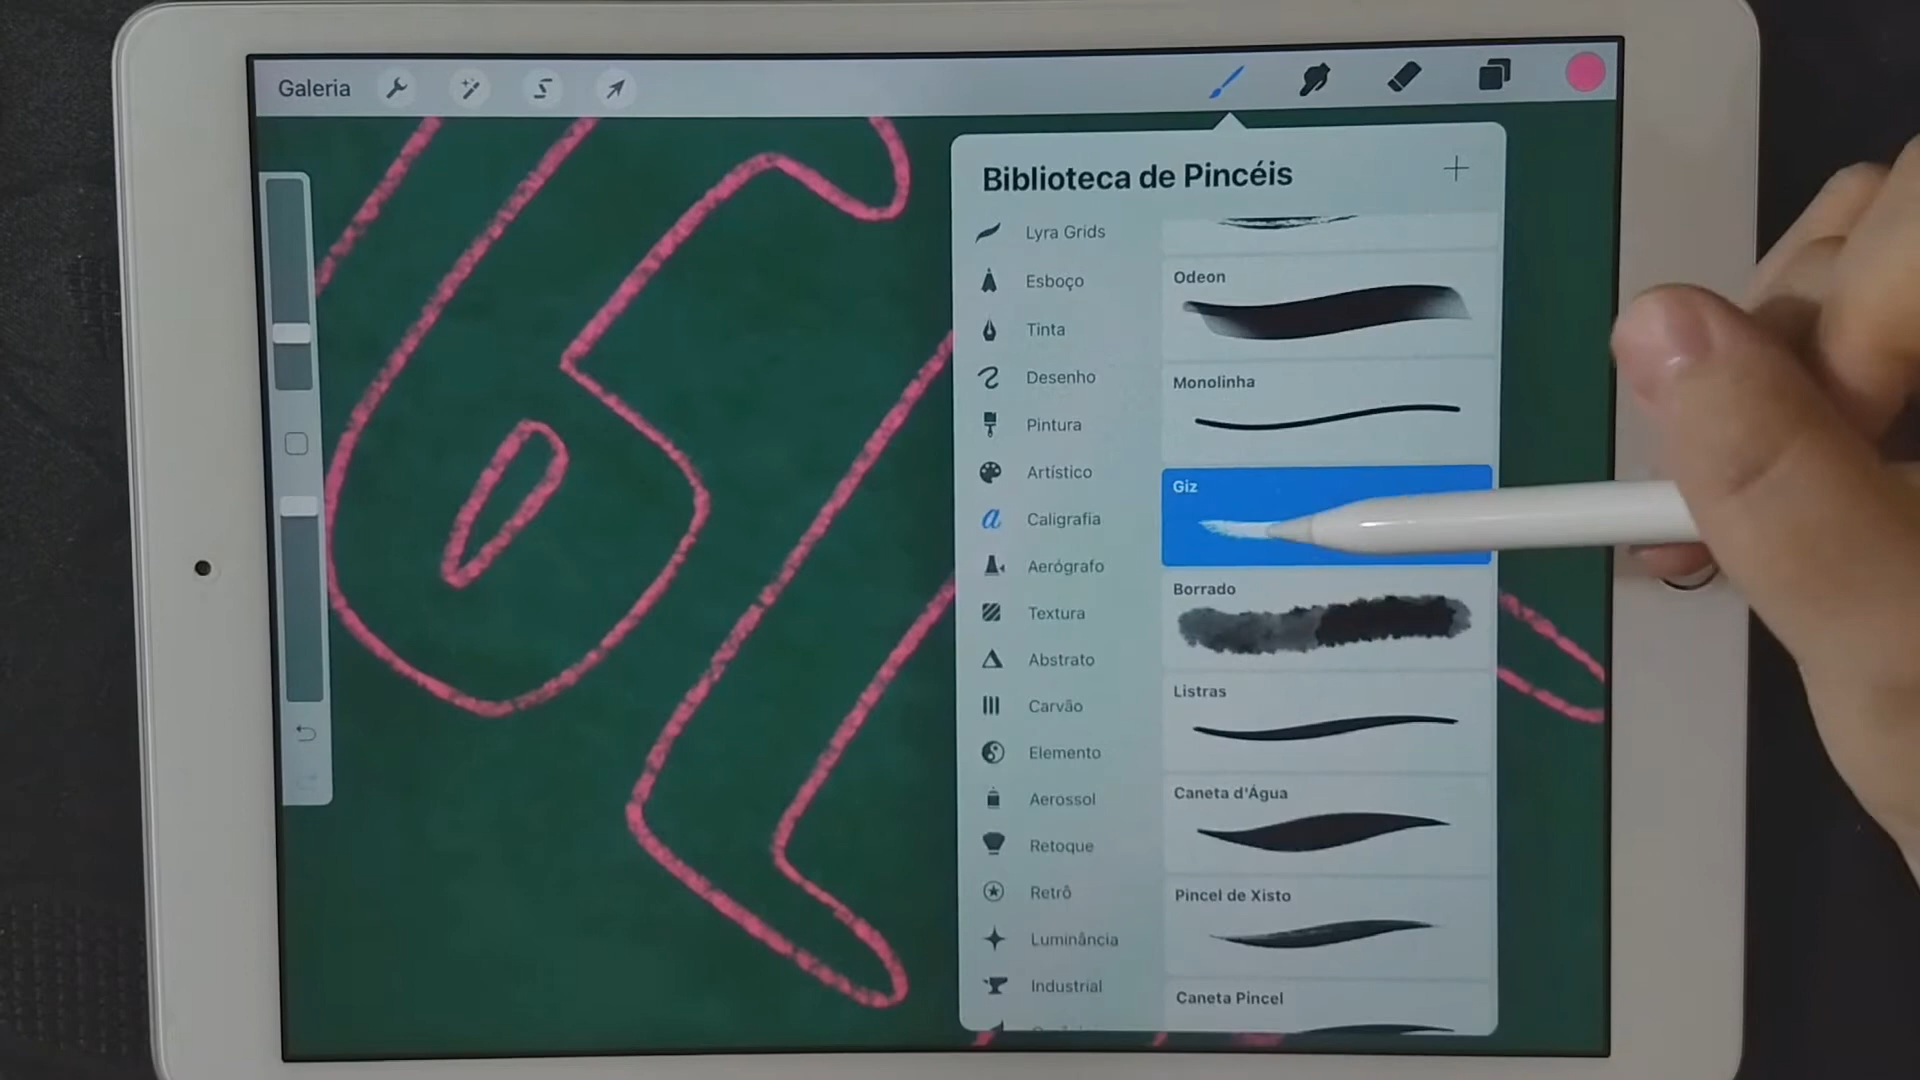 Galeria
Biblioteca de Pincéis
Lyra Grids
Esboço
Tinta
Desenho
Pintura
Artístico
Caligrafia
Aerógrafo
Textura
Abstrato
Carvão
Elemento
Aerossol
Retoque
Retrô
Luminância
Industrial
Odeon
Monolinha
Giz
Borrado
Listras
Caneta d'Água
Pincel de Xisto
Caneta Pincel